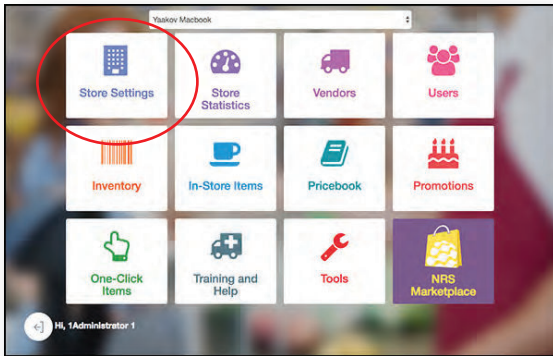 Yaakov Macbook
Store Settings
Store
Statistics
Vendors
Users
Inventory
In-Store Items
Pricebook
Promotions
One-Click
Items
Training and
Help
Tools
NRS
Marketplace
Hi, 1Administrator 1